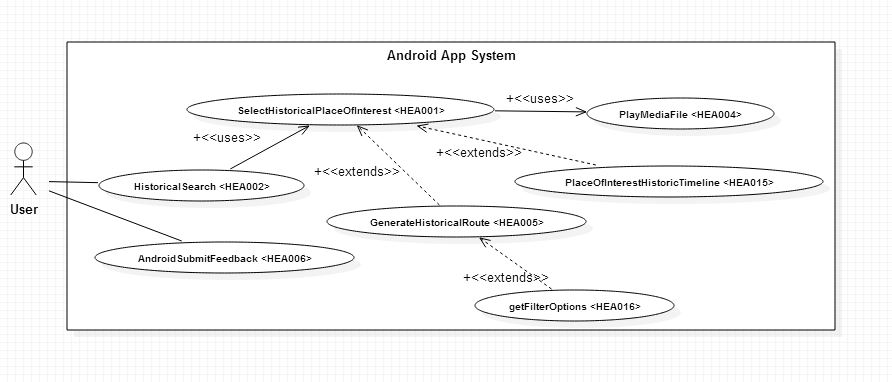 Android App System
SelectHistoricalPlaceOfInterest <HEA001>
+<<uses>>
PlayMediaFile <HEA004>
+<<uses>>
+<<extends>>
+<<extends>>
HistoricalSearch <HEA002>
PlaceOfInterestHistoricTimeline <HEA015>
User
GenerateHistoricalRoute <HEA005>
AndroidSubmitFeedback <HEA006>
+<<extends>>
getFilterOptions <HEA016>